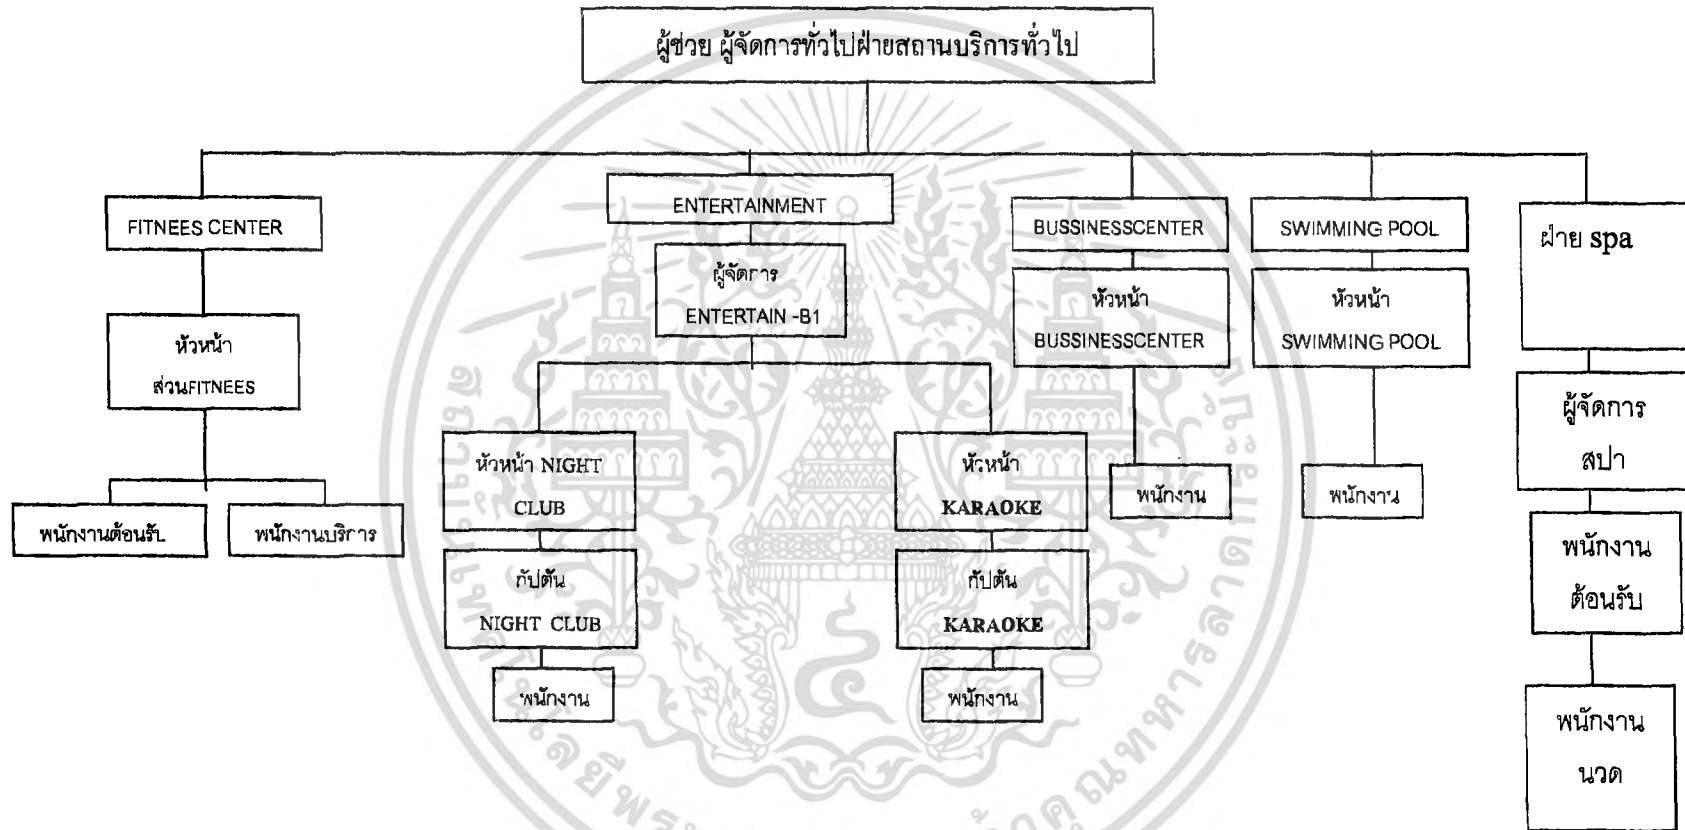 ผู้ช่วย ผู้จัดการทั่วไปฝ่ายสถานบริการทั่วไป
FITNEES CENTER
ENTERTAINMENT
BUSSINESSCENTER
SWIMMING POOL
ฝ่าย spa
ผู้จัดการ
ENTERTAIN -B1
หัวหน้า
BUSSINESSCENTER
หัวหน้า
SWIMMING POOL
หัวหน้า
ส่วนFITNEES
ผู้จัดการ
สปา
หัวหน้า NIGHT
CLUB
หัวหน้า
KARAOKE
พนักงาน
พนักงาน
พนักงานต้อนรับ
พนักงานบริการ
พนักงาน
ต้อนรับ
กัปตัน
NIGHT CLUB
กัปตัน
KARAOKE
พนักงาน
พนักงาน
พนักงาน
นวด